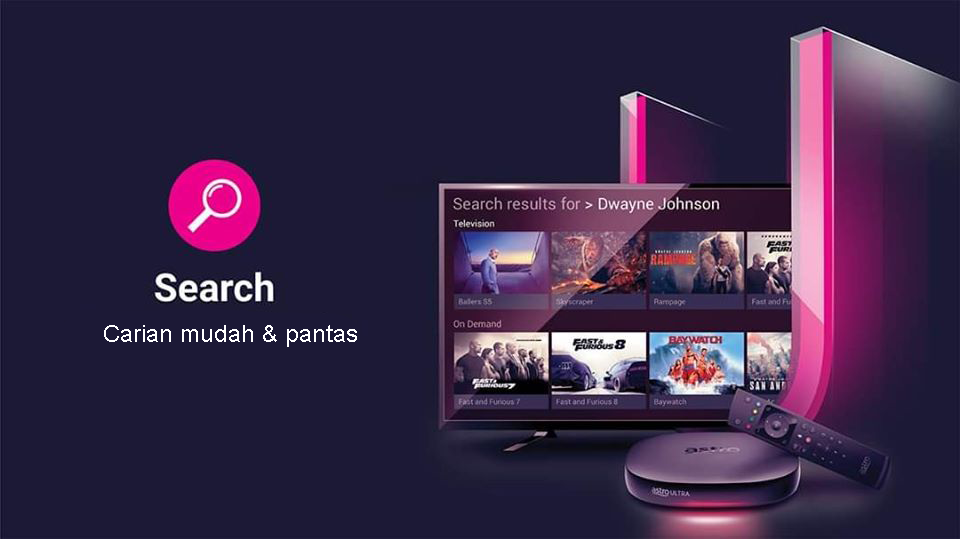 Search
Carian mudah & pantas
Search results for > Dwayne Johnson
Television
RAMPAGE
Ballers S5
Skyscraper
Rampage
Fast and Fu
On Demand
FAST & FURIOUS 7
FAST & FURIOUS 8
BAYWATCH
SAN AND
Fast and Furious 7
Fast and Furious 8
Baywatch
astro
astro ULTRA
astro